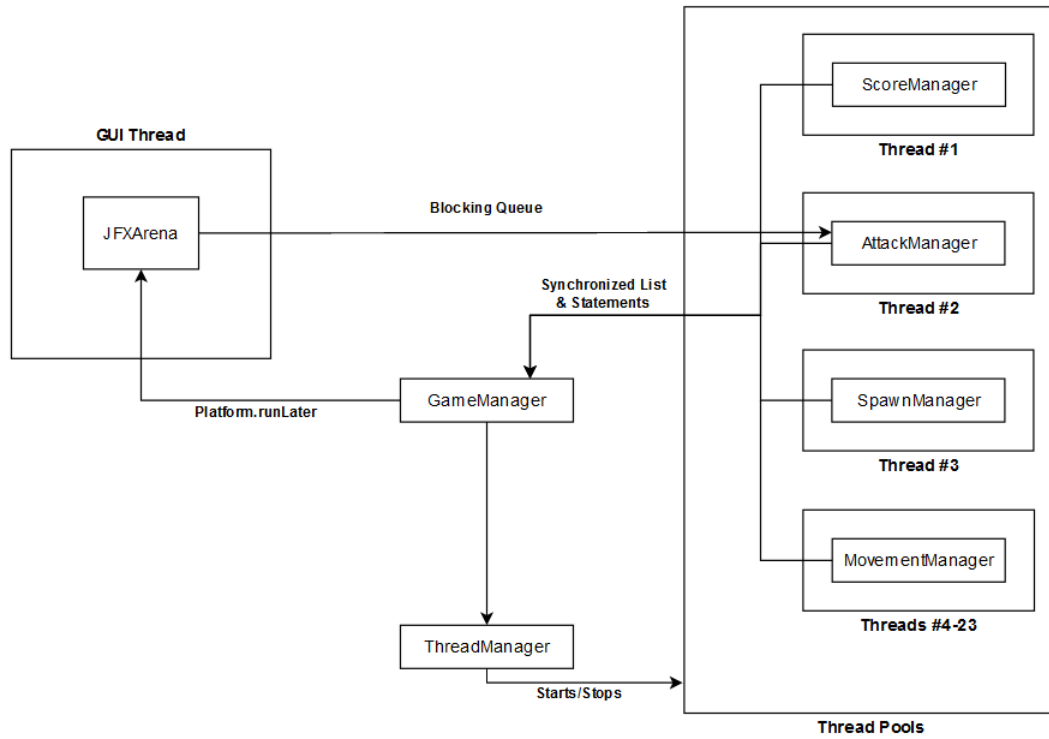 ScoreManager
GUI Thread
Thread #1
Blocking Queue
JFXArena
AttackManager
Synchronized List
& Statements
Thread #2
GameManager
SpawnManager
Platform.runLater
Thread #3
MovementManager
ThreadManager
Threads #4-23
Starts/Stops
Thread Pools